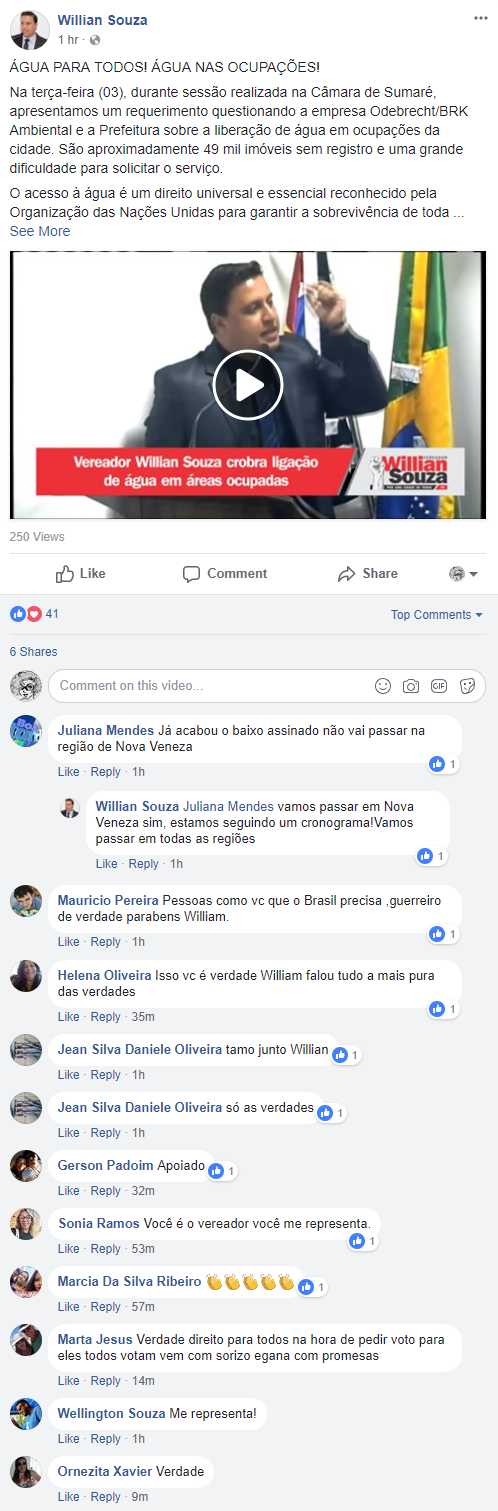 Willian Souza
1 hr ·
ÁGUA PARA TODOS! ÁGUA NAS OCUPAÇÕES!
Na terça-feira (03), durante sessão realizada na Câmara de Sumaré,
apresentamos um requerimento questionando a empresa Odebrecht/BRK
Ambiental e a Prefeitura sobre a liberação de água em ocupações da
cidade. São aproximadamente 49 mil imóveis sem registro e uma grande
dificuldade para solicitar o serviço.
O acesso à água é um direito universal e essencial reconhecido pela
Organização das Nações Unidas para garantir a sobrevivência de toda ...
See More
Vereador Willian Souza crobra ligação
de água em áreas ocupadas
VEREADOR
Willian
Souza
250 Views
Like
Comment
Share
41
Top Comments
6 Shares
Comment on this video...
GIF
Juliana Mendes Já acabou o baixo assinado não vai passar na
região de Nova Veneza
1
Like · Reply · 1h
Willian Souza Juliana Mendes vamos passar em Nova
Veneza sim, estamos seguindo um cronograma!Vamos
passar em todas as regiões
1
Like · Reply · 1h
Mauricio Pereira Pessoas como vc que o Brasil precisa ,guerreiro
de verdade parabens William.
1
Like · Reply · 1h
Helena Oliveira Isso vc é verdade William falou tudo a mais pura
das verdades
1
Like · Reply · 35m
Jean Silva Daniele Oliveira tamo junto Willian
1
Like · Reply · 1h
Jean Silva Daniele Oliveira só as verdades
1
Like · Reply · 1h
Gerson Padoim Apoiado
1
Like · Reply · 32m
Sonia Ramos Você é o vereador você me representa.
1
Like · Reply · 53m
Marcia Da Silva Ribeiro 👏👏👏👏👏
1
Like · Reply · 57m
Marta Jesus Verdade direito para todos na hora de pedir voto para
eles todos votam vem com sorizo egana com promesas
Like · Reply · 14m
Wellington Souza Me representa!
Like · Reply · 1h
Ornezita Xavier Verdade
Like · Reply · 9m